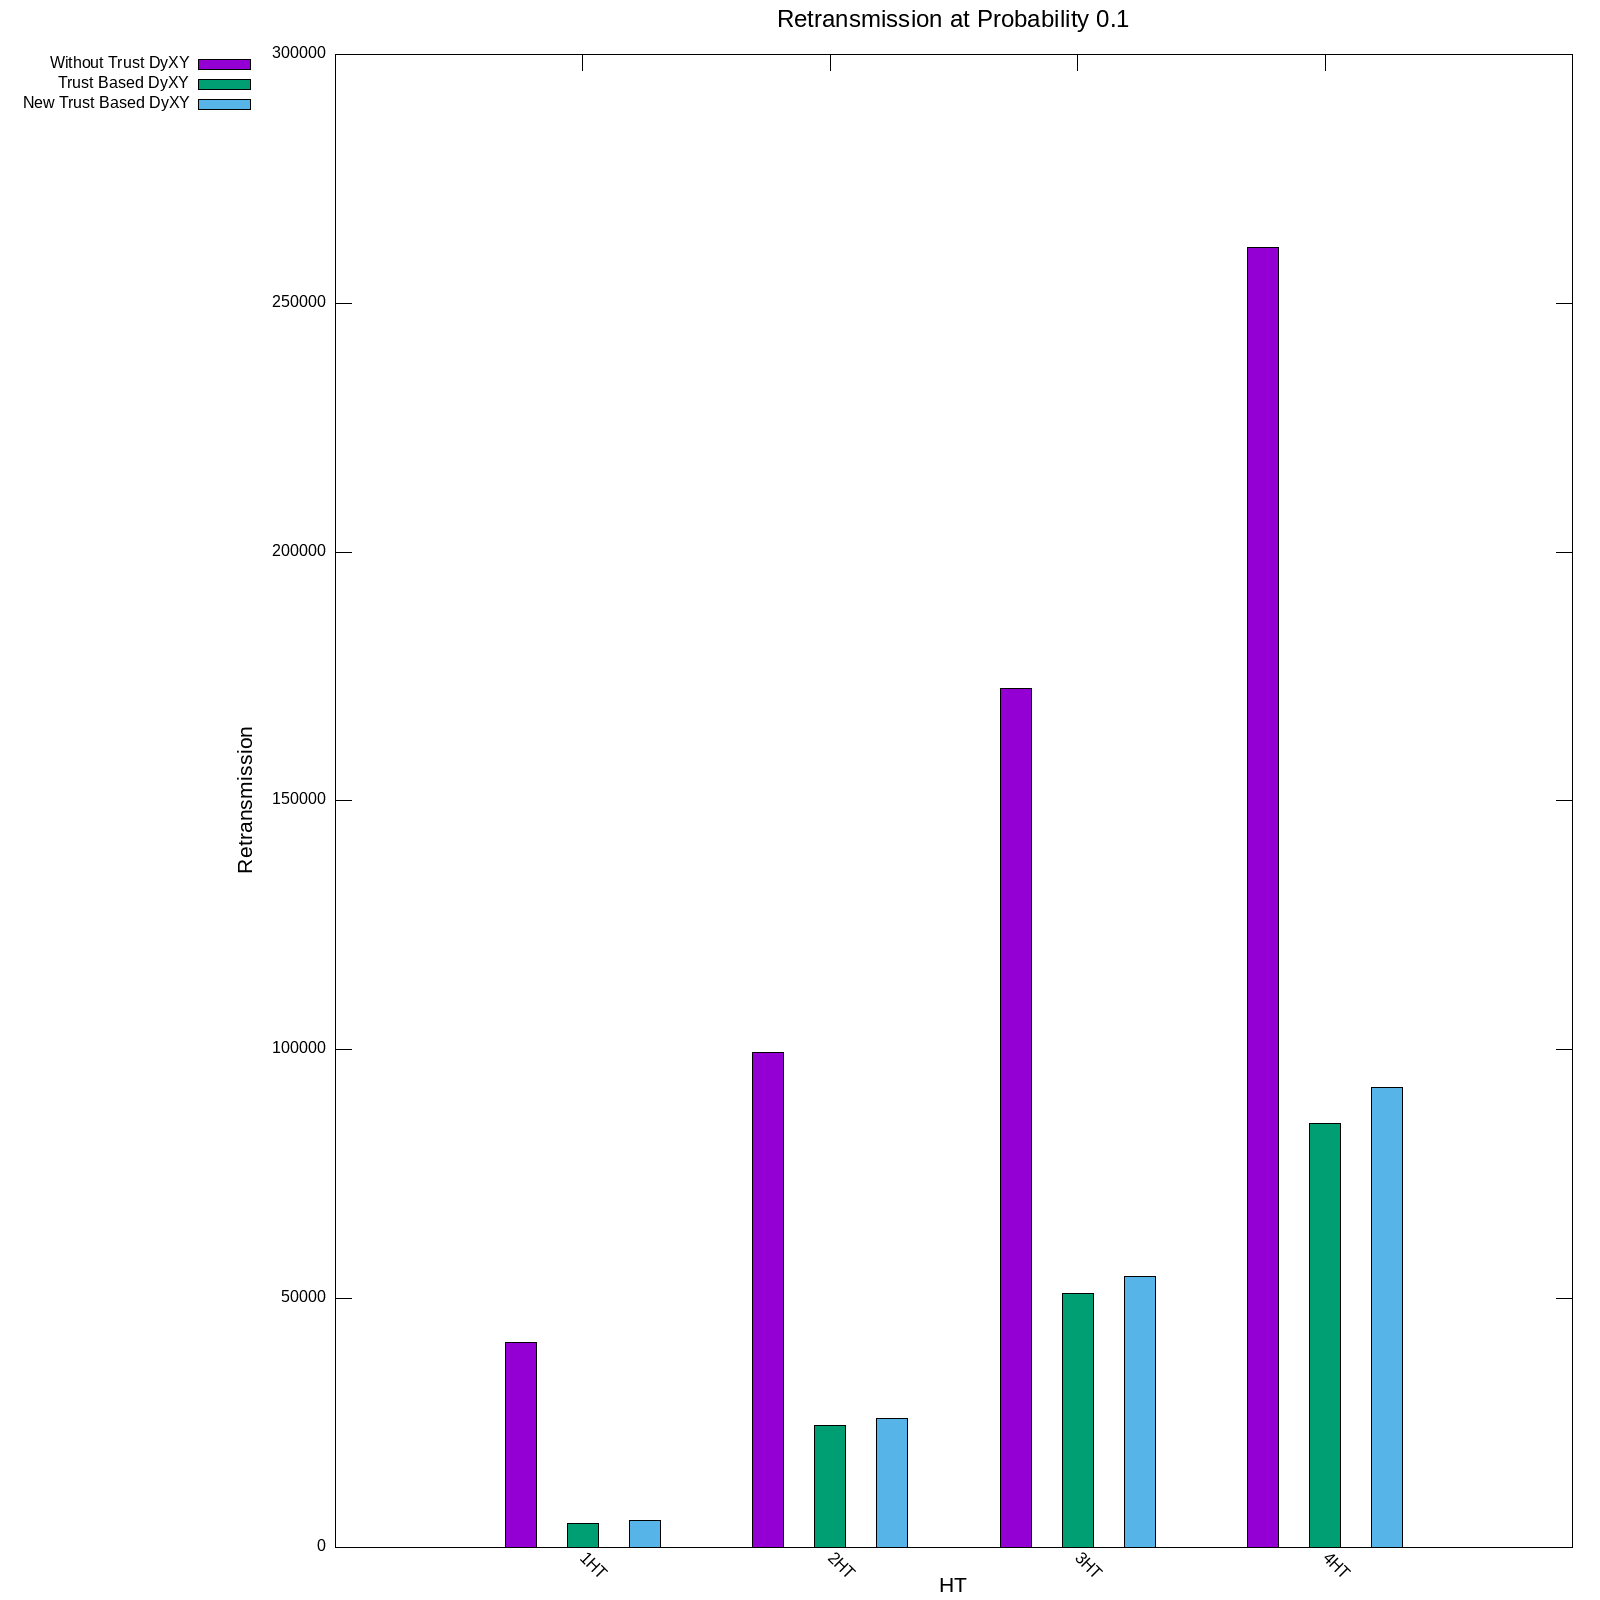 Retransmission at Probability 0.1
Without Trust DyXY
Trust Based DyXY
New Trust Based DyXY
300000
250000
200000
150000
100000
50000
0
Retransmission
1HT
2HT
3HT
4HT
HT